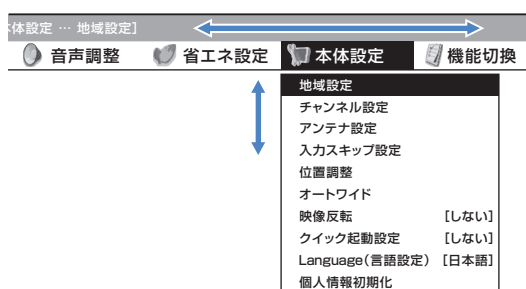 本体設定 … 地域設定]
音声調整 省エネ設定 本体設定 機能切換
地域設定
チャンネル設定
アンテナ設定
入力スキップ設定
位置調整
オートワイド
映像反転 [しない]
クイック起動設定 [しない]
Language(言語設定) [日本語]
個人情報初期化